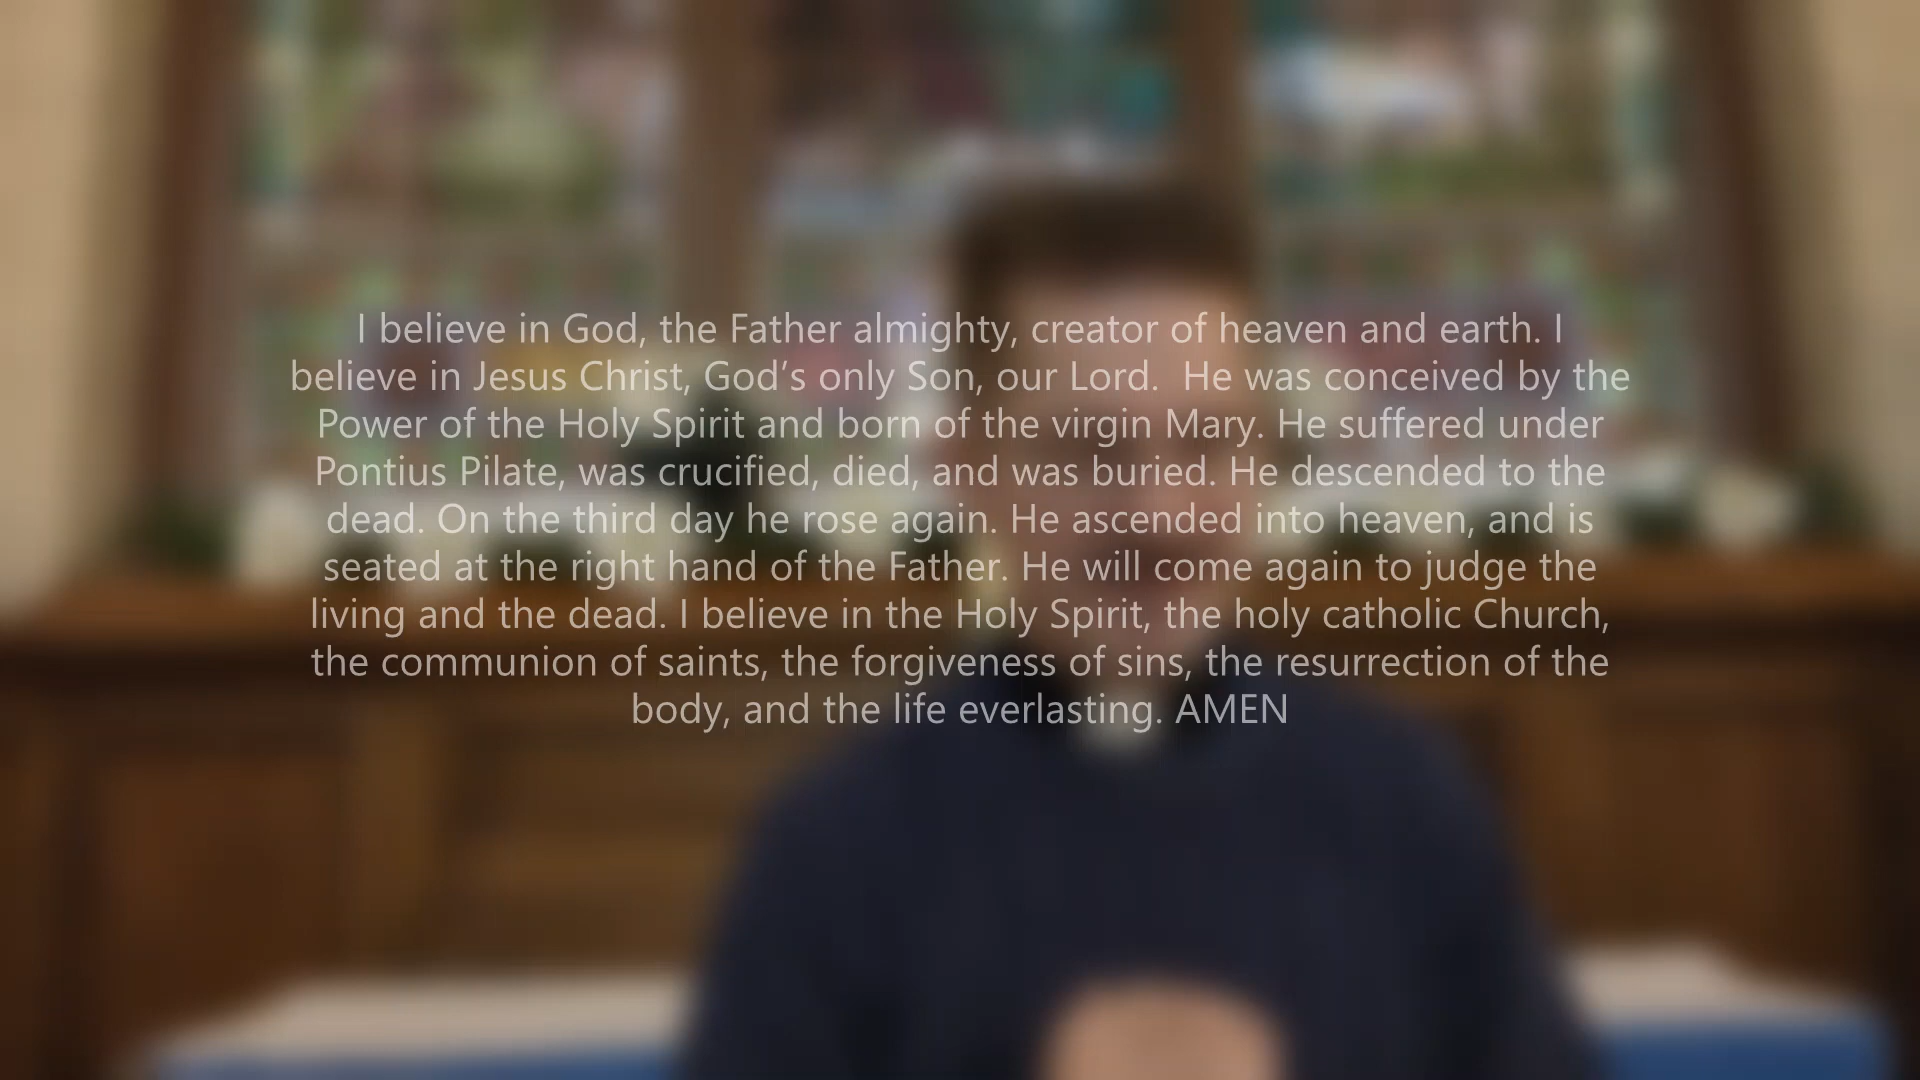 I believe in God, the Father almighty, creator of heaven and earth. I
believe in Jesus Christ, God’s only Son, our Lord.  He was conceived by the
Power of the Holy Spirit and born of the virgin Mary. He suffered under
Pontius Pilate, was crucified, died, and was buried. He descended to the
dead. On the third day he rose again. He ascended into heaven, and is
seated at the right hand of the Father. He will come again to judge the
living and the dead. I believe in the Holy Spirit, the holy catholic Church,
the communion of saints, the forgiveness of sins, the resurrection of the
body, and the life everlasting. AMEN